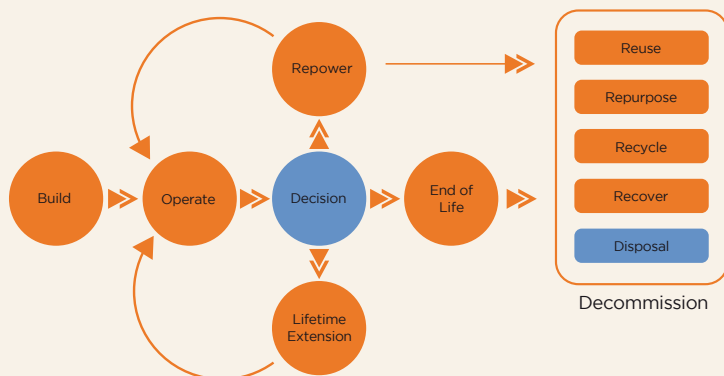 Repower
Build
Operate
Decision
End of
Life
Lifetime
Extension
Reuse
Repurpose
Recycle
Recover
Disposal
Decommission